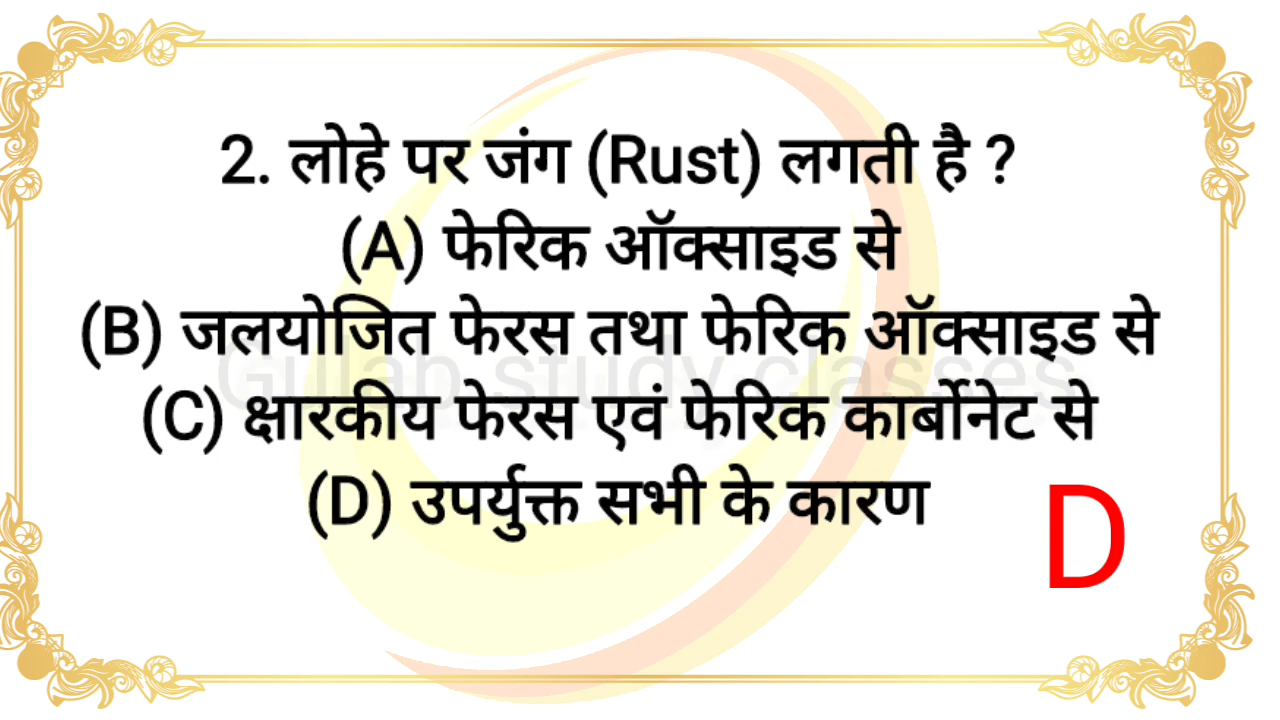 2. लोहे पर जंग (Rust) लगती है ?
(A) फेरिक ऑक्साइड से
(B) जलयोजित फेरस तथा फेरिक ऑक्साइड से
Gullab study classes
(C) क्षारकीय फेरस एवं फेरिक कार्बोनेट से
(D) उपर्युक्त सभी के कारण
D